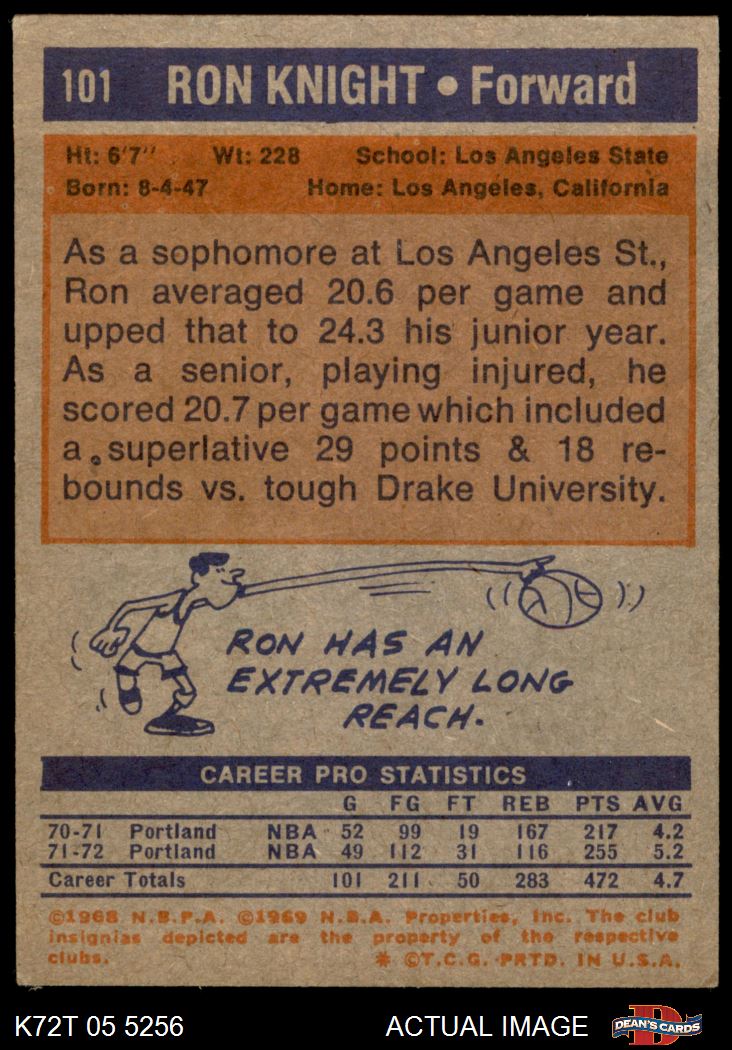 101 RON KNIGHT • Forward
Ht: 6'7" Wt: 228 School: Los Angeles State
Born: 8-4-47 Home: Los Angeles, California
As a sophomore at Los Angeles St.,
Ron averaged 20.6 per game and
upped that to 24.3 his junior year.
As a senior, playing injured, he
scored 20.7 per game which included
a superlative 29 points & 18 re-
bounds vs. tough Drake University.
RON HAS AN
EXTREMELY LONG
REACH.
CAREER PRO STATISTICS
G FG FT REB PTS AVG
70-71 Portland NBA 52 99 19 167 217 4.2
71-72 Portland NBA 49 112 31 116 255 5.2
Career Totals 101 211 50 283 472 4.7
©1968 N.B.P.A. ©1969 N.B.A. Properties, Inc. The club
insignias depicted are the property of the respective
clubs. * ©T.C.G. PRTD. IN U.S.A.
K72T 05 5256 ACTUAL IMAGE D DEAN'S CARDS